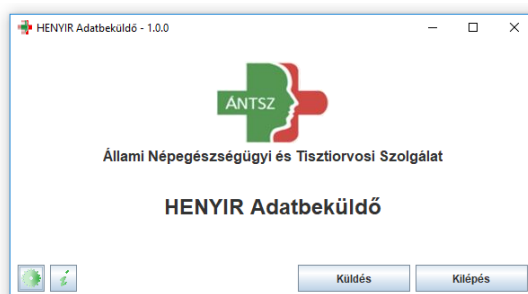 HENYIR Adatbeküldő - 1.0.0
ÁNTSZ
Állami Népegészségügyi és Tisztiorvosi Szolgálat
HENYIR Adatbeküldő
i
Küldés
Kilépés